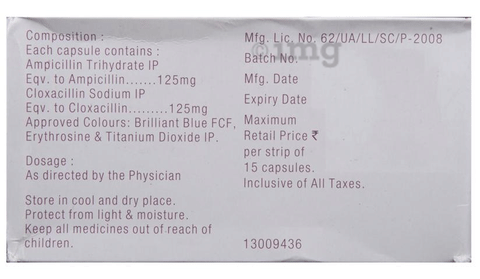 Composition :
Each capsule contains :
Ampicillin Trihydrate IP
Eqv. to Ampicillin.......125mg
Cloxacillin Sodium IP
Eqv. to Cloxacillin.......125mg
Approved Colours: Brilliant Blue FCF,
Erythrosine & Titanium Dioxide IP.
Dosage :
As directed by the Physician
Store in cool and dry place.
Protect from light & moisture.
Keep all medicines out of reach of
children.
Mfg. Lic. No. 62/UA/LL/SC/P-2008
1mg
Batch No.
Mfg. Date
Expiry Date
Maximum
Retail Price ₹
per strip of
15 capsules.
Inclusive of All Taxes.
13009436